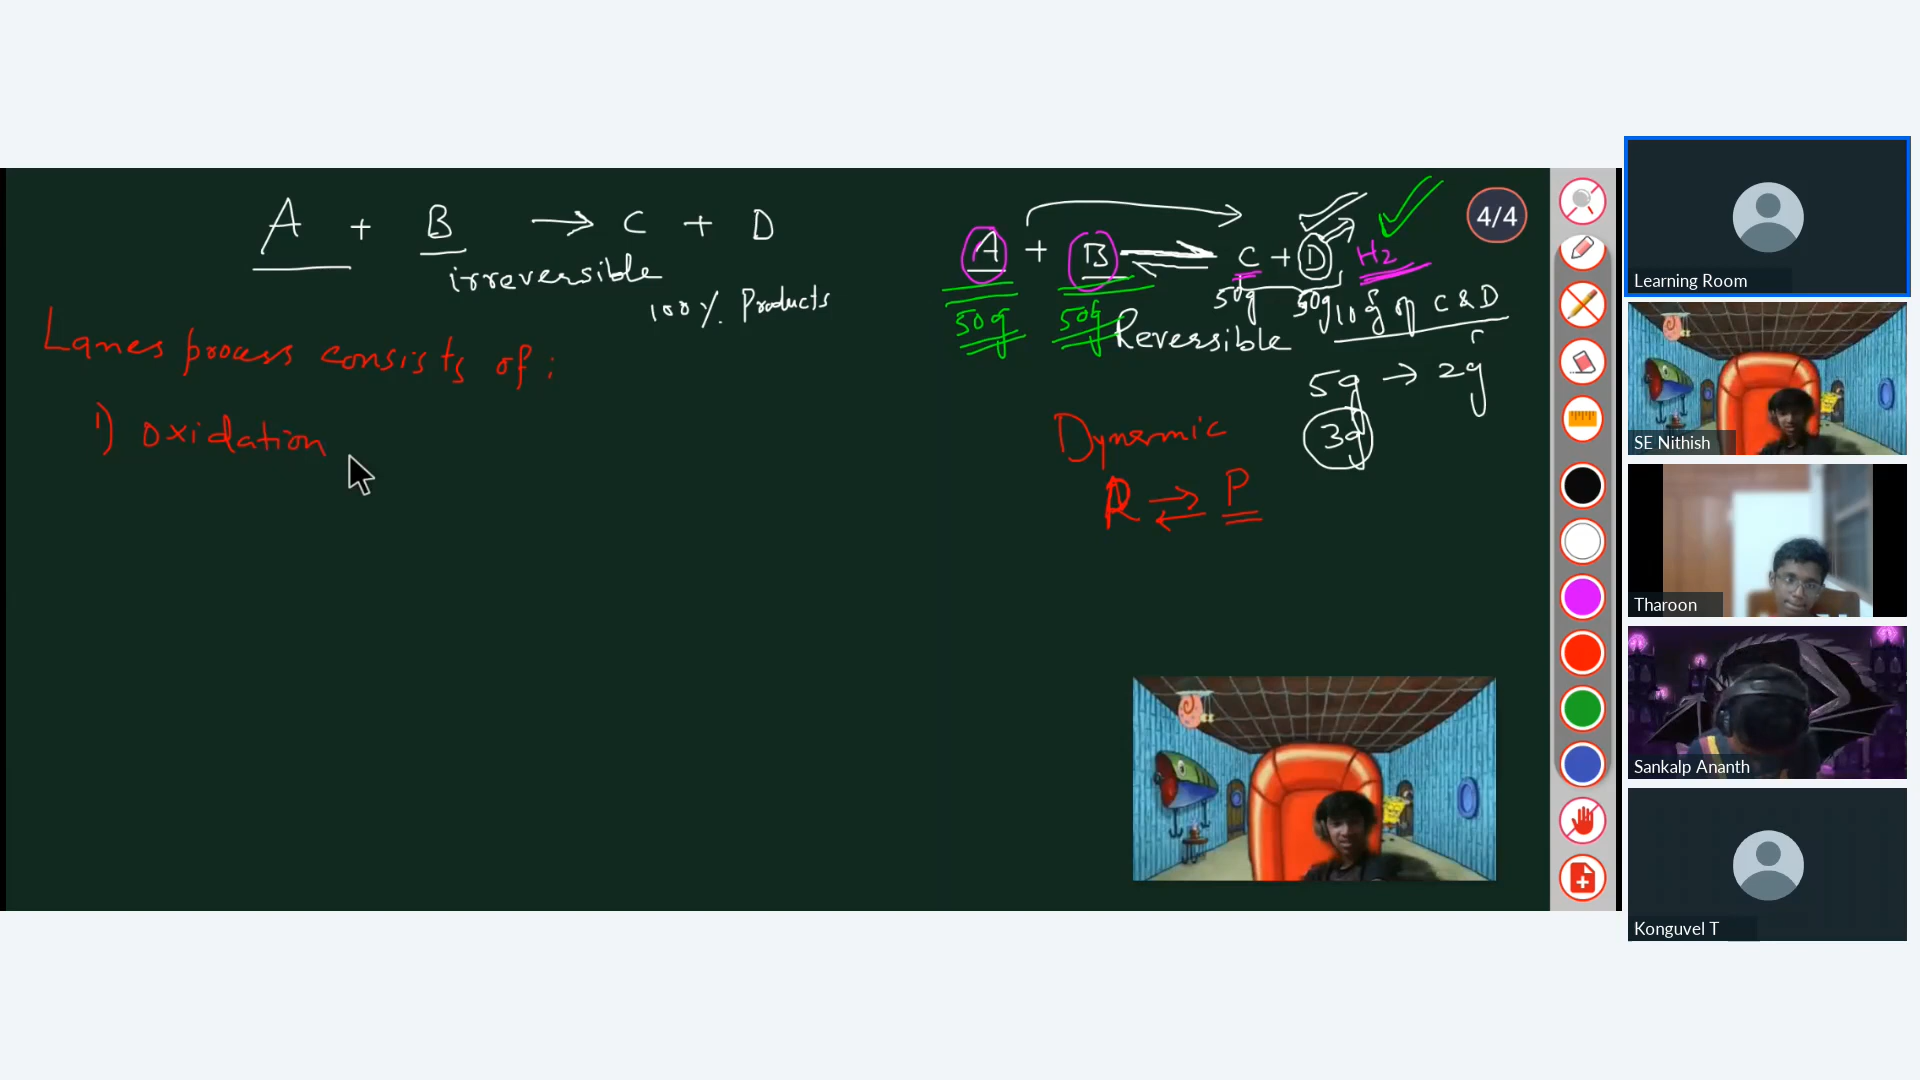 A + B → C + D
irreversible
100% Products
Lanes process consists of :
1) oxidation
A + B ⇌ C + D H2
50g 50g 50g 50g 10g of C & D
Reversible
5g → 2g
3g
Dynamic
R ⇌ P
4/4
Learning Room
SE Nithish
Tharoon
Sankalp Ananth
Konguvel T